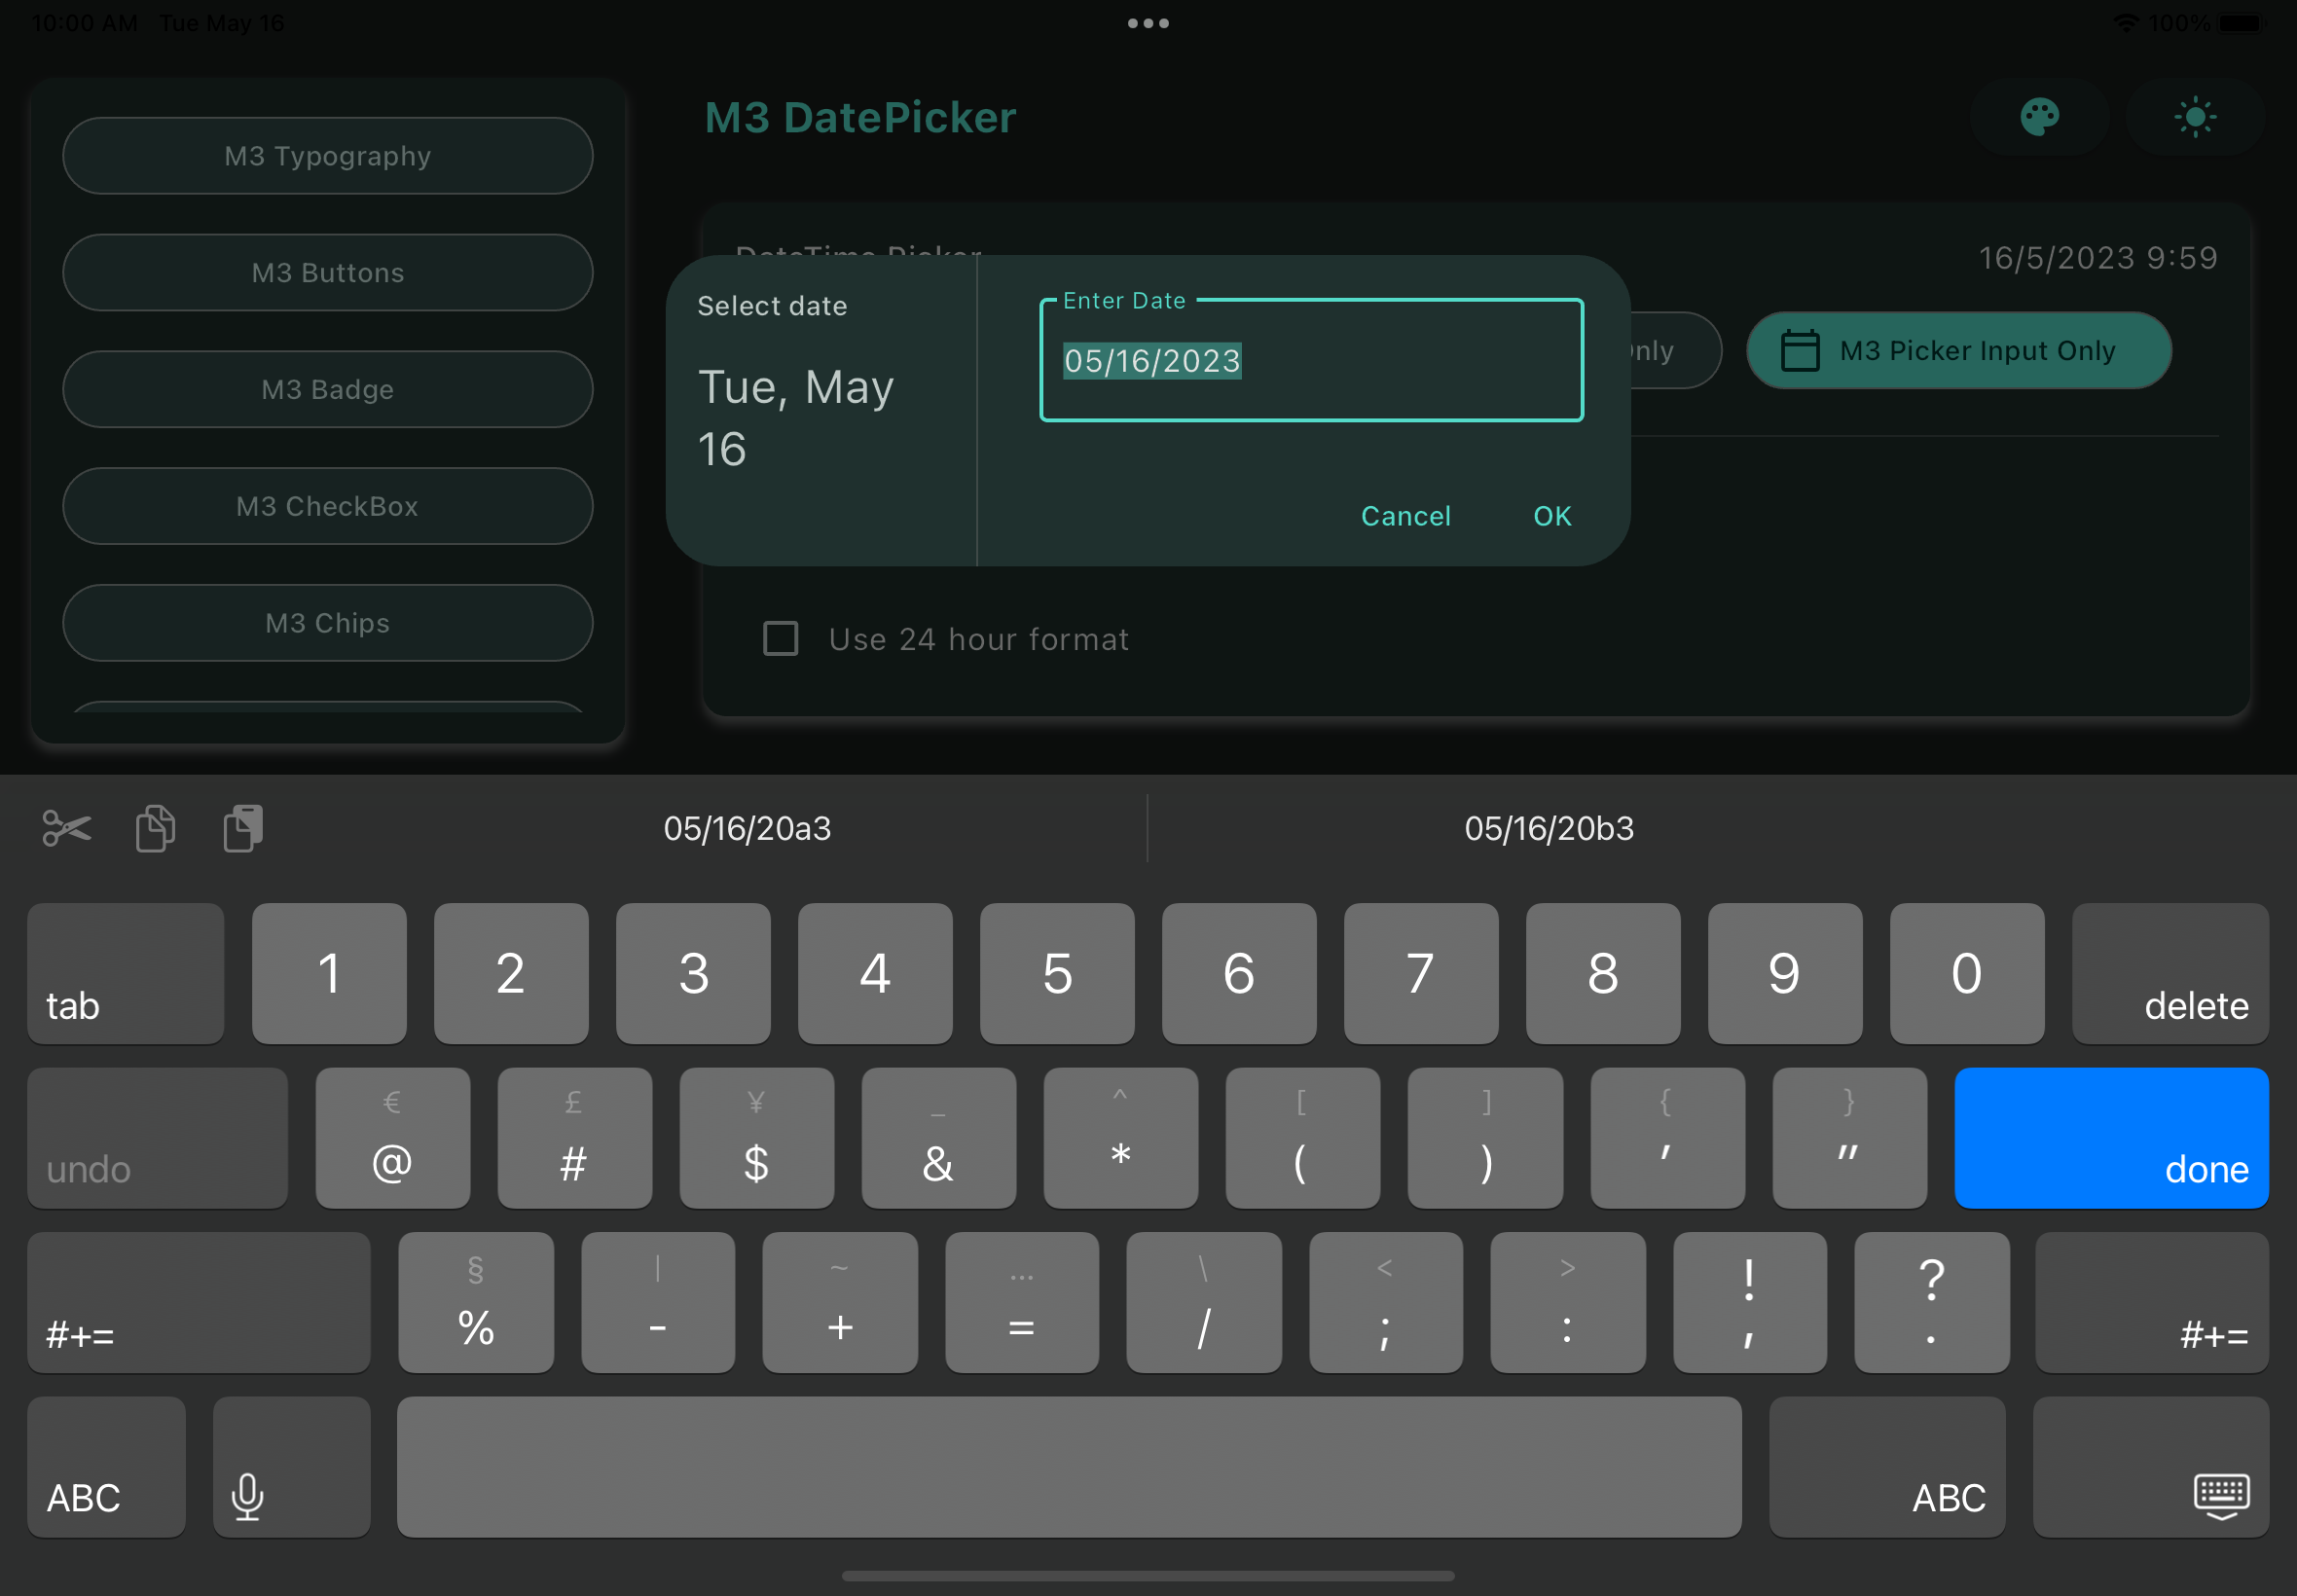 10:00 AM Tue May 16
100%
M3 Typography
M3 Buttons
M3 Badge
M3 CheckBox
M3 Chips
M3 DatePicker
DateTime Picker
16/5/2023 9:59
Only
M3 Picker Input Only
Select date
Tue, May
16
Enter Date
05/16/2023
Cancel
OK
Use 24 hour format
05/16/20a3
05/16/20b3
tab 1 2 3 4 5 6 7 8 9 0 delete
€ £ ¥ _ ^ [ ] { }
undo @ # $ & * ( ) ' " done
§ | ~ … \ < > ! ?
#+= % - + = / ; : , . #+=
ABC ABC